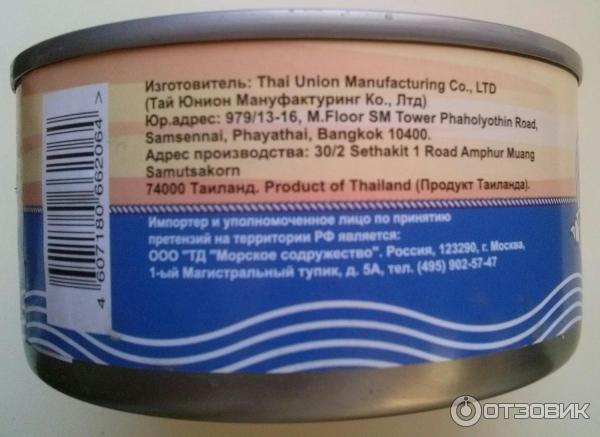 Изготовитель: Thai Union Manufacturing Co., LTD
(Тай Юнион Мануфактуринг Ко., Лтд)
Юр.адрес: 979/13-16, M.Floor SM Tower Phaholyothin Road,
Samsennai, Phayathai, Bangkok 10400.
Адрес производства: 30/2 Sethakit 1 Road Amphur Muang
Samutsakorn
74000 Таиланд. Product of Thailand (Продукт Таиланда).
Импортер и уполномоченное лицо по принятию
претензий на территории РФ является:
ООО "ТД "Морское содружество". Россия, 123290, г. Москва,
1-ый Магистральный тупик, д. 5А, тел. (495) 902-57-47
4 607180 662064 >
ОТЗОВИК